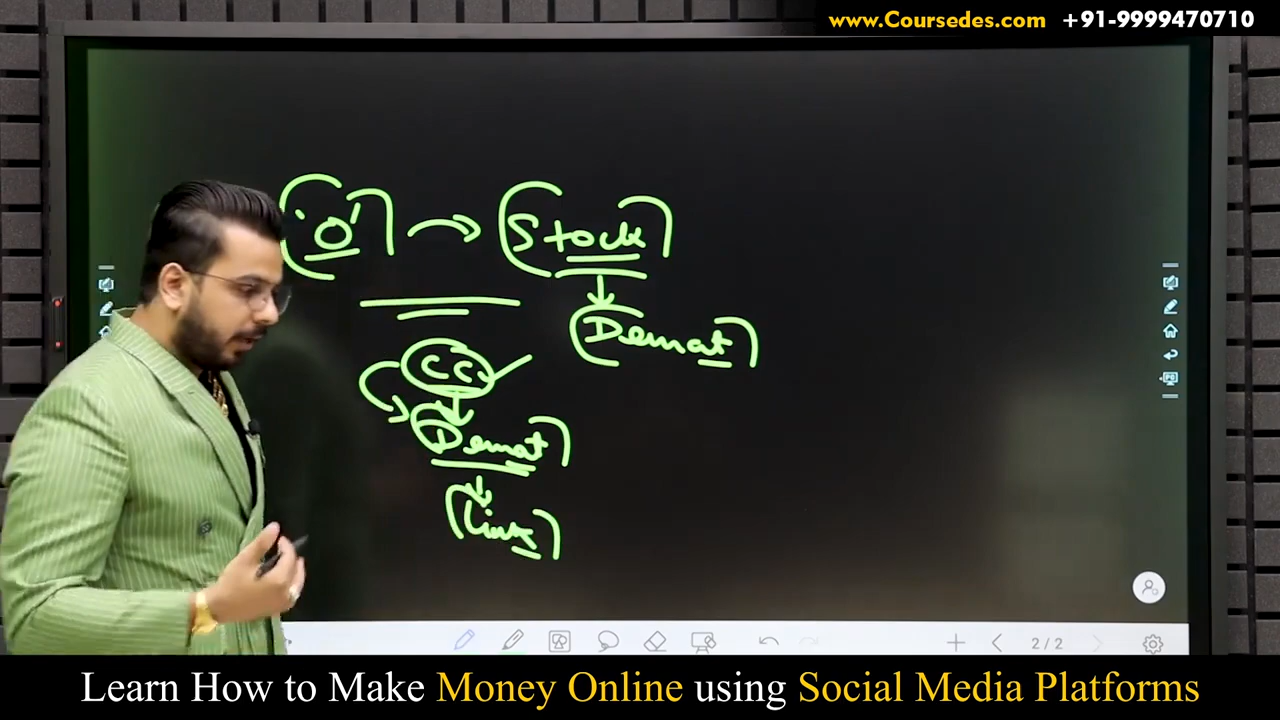 www.Coursedes.com +91-9999470710
'O' Stock
Demat
CC
Demat
Link
2/2
Learn How to Make Money Online using Social Media Platforms